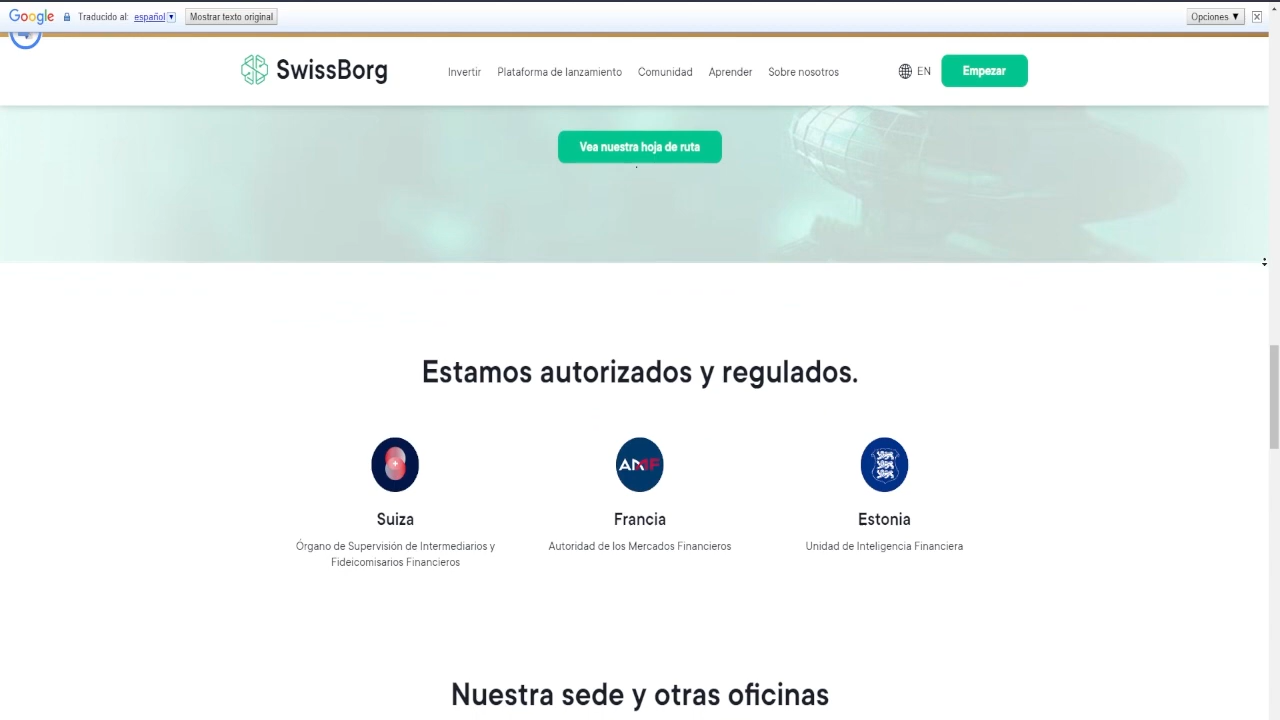 Google Traducido al: español Mostrar texto original Opciones ▼
SwissBorg Invertir Plataforma de lanzamiento Comunidad Aprender Sobre nosotros EN Empezar
Vea nuestra hoja de ruta
Estamos autorizados y regulados.
AMF
Suiza Francia Estonia
Órgano de Supervisión de Intermediarios y
Fideicomisarios Financieros
Autoridad de los Mercados Financieros
Unidad de Inteligencia Financiera
Nuestra sede y otras oficinas